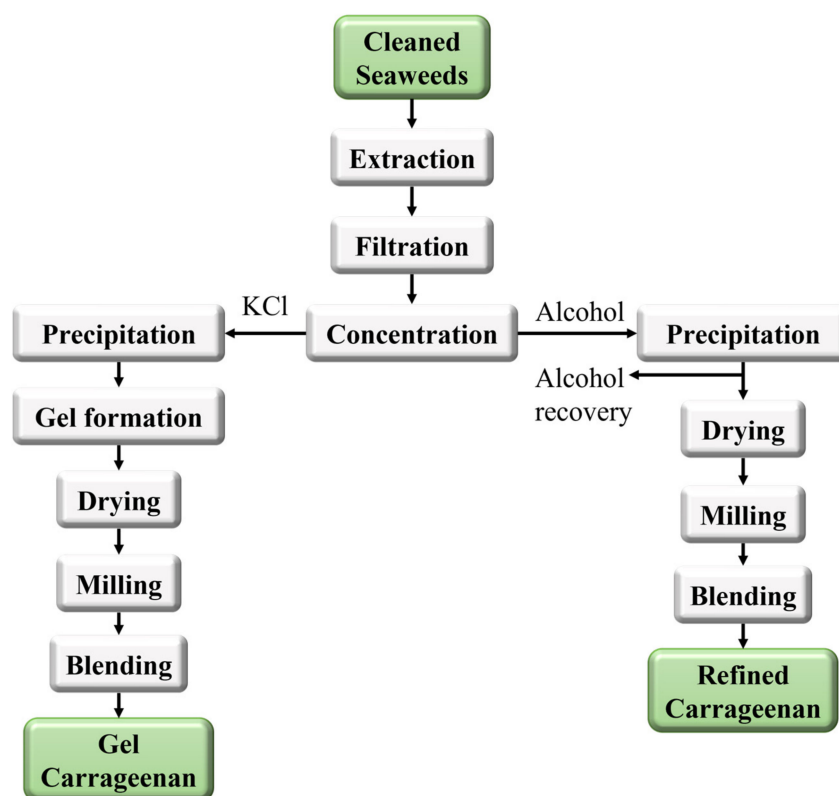 Cleaned
Seaweeds
Extraction
Filtration
KCl
Alcohol
Precipitation
Concentration
Precipitation
Alcohol
recovery
Gel formation
Drying
Drying
Milling
Milling
Blending
Blending
Refined
Carrageenan
Gel
Carrageenan